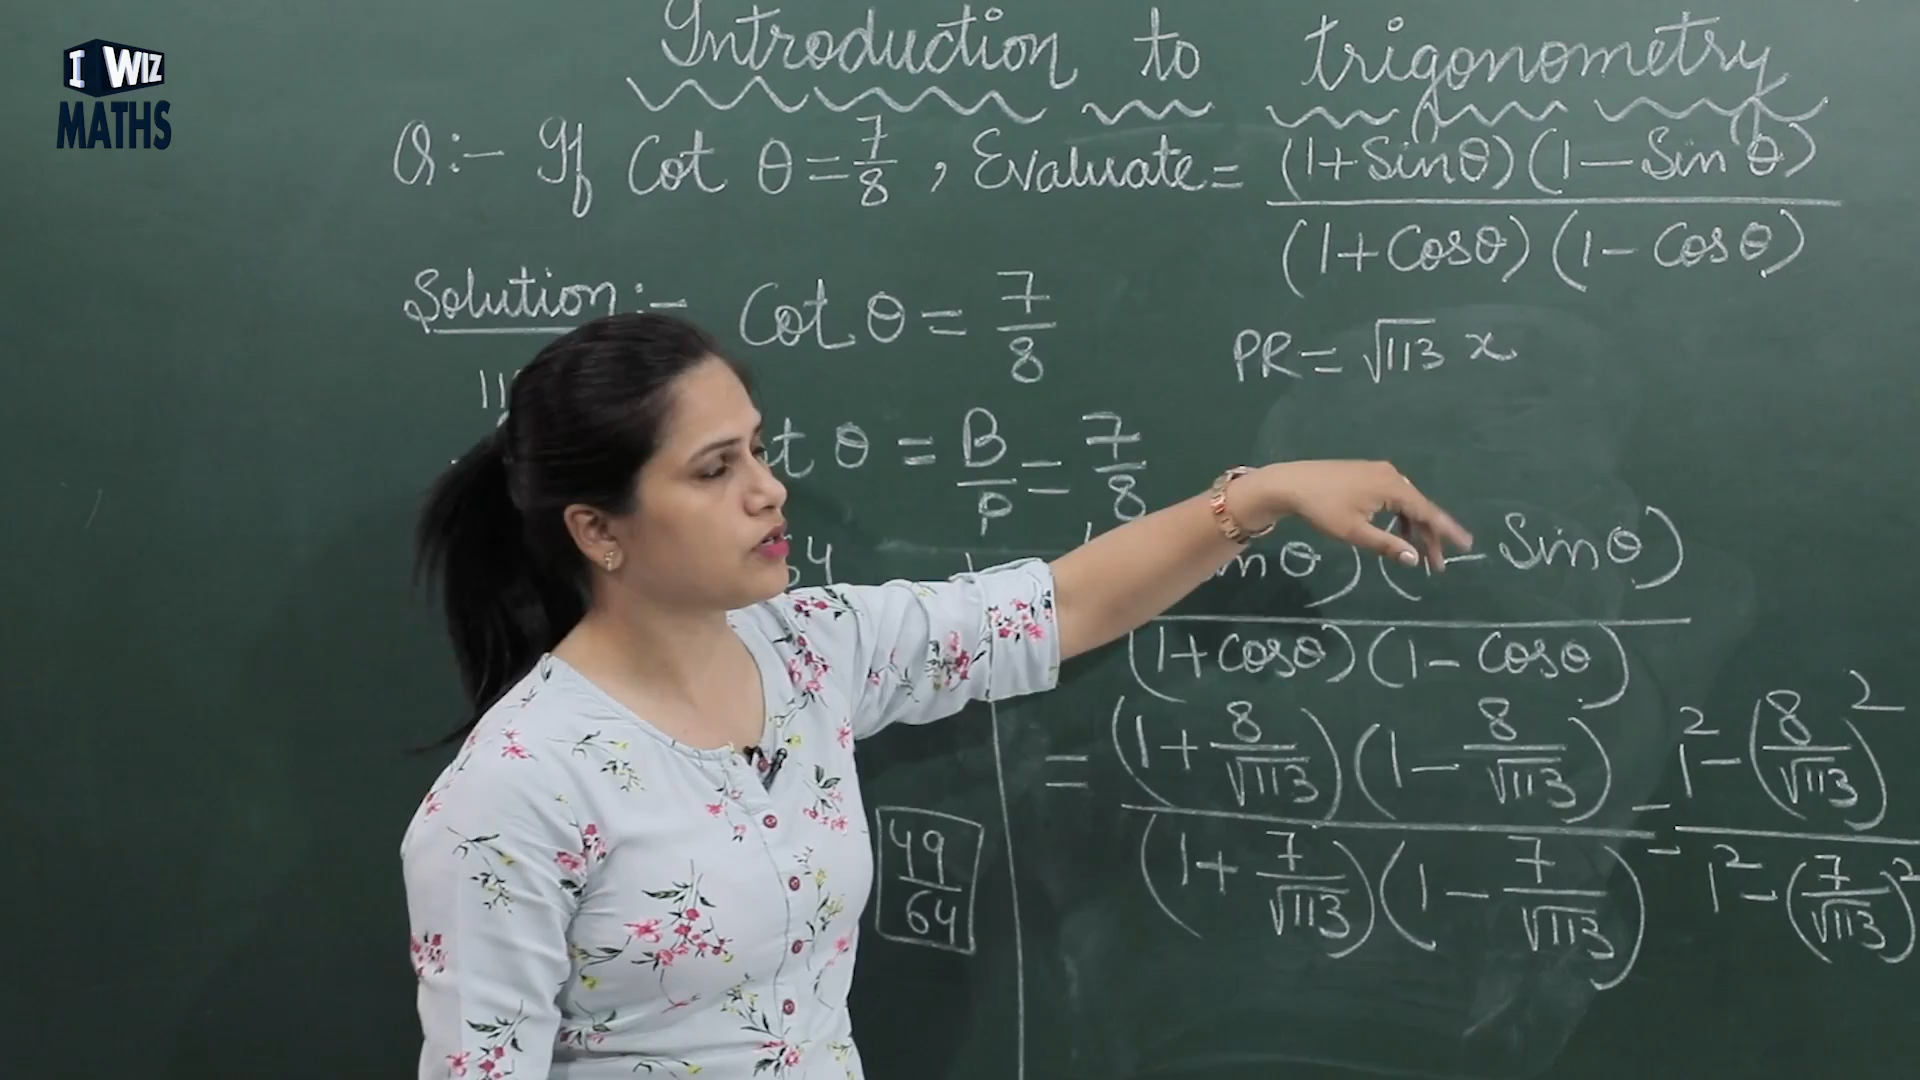 I WIZ
MATHS
Introduction to trigonometry
Q:- If Cot θ = 7/8 , Evaluate = (1+Sinθ)(1-Sinθ) / (1+Cosθ)(1-Cosθ)
Solution:- Cot θ = 7/8
PR = √113 x
t θ = B/P = 7/8
nθ)(1-Sinθ)
(1+Cosθ)(1-Cosθ)
= (1+8/√113)(1-8/√113) / (1+7/√113)(1-7/√113) = 1²-(8/√113)² / 1²-(7/√113)²
49/64